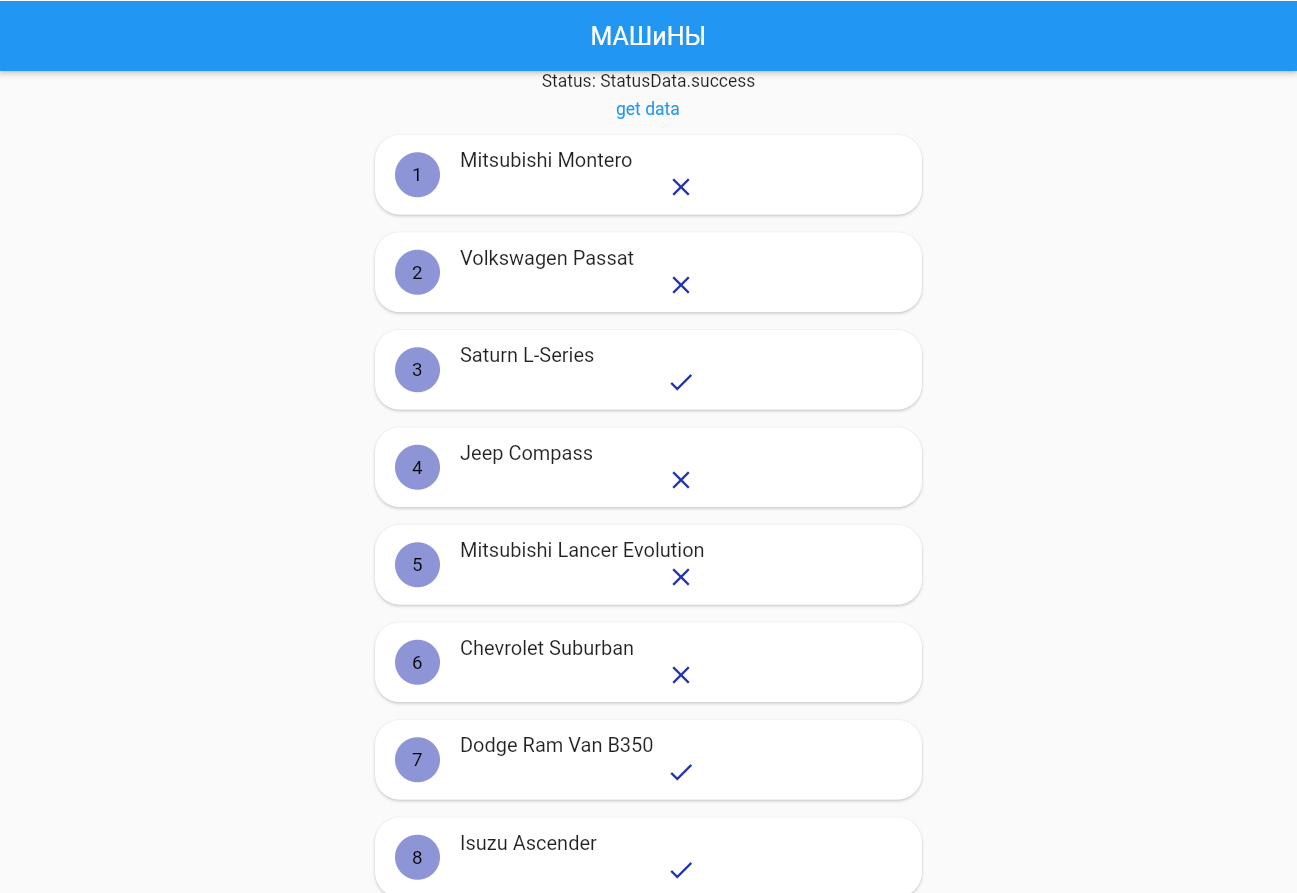 МАШиНЫ
Status: StatusData.success
get data
1
Mitsubishi Montero
2
Volkswagen Passat
3
Saturn L-Series
4
Jeep Compass
5
Mitsubishi Lancer Evolution
6
Chevrolet Suburban
7
Dodge Ram Van B350
8
Isuzu Ascender